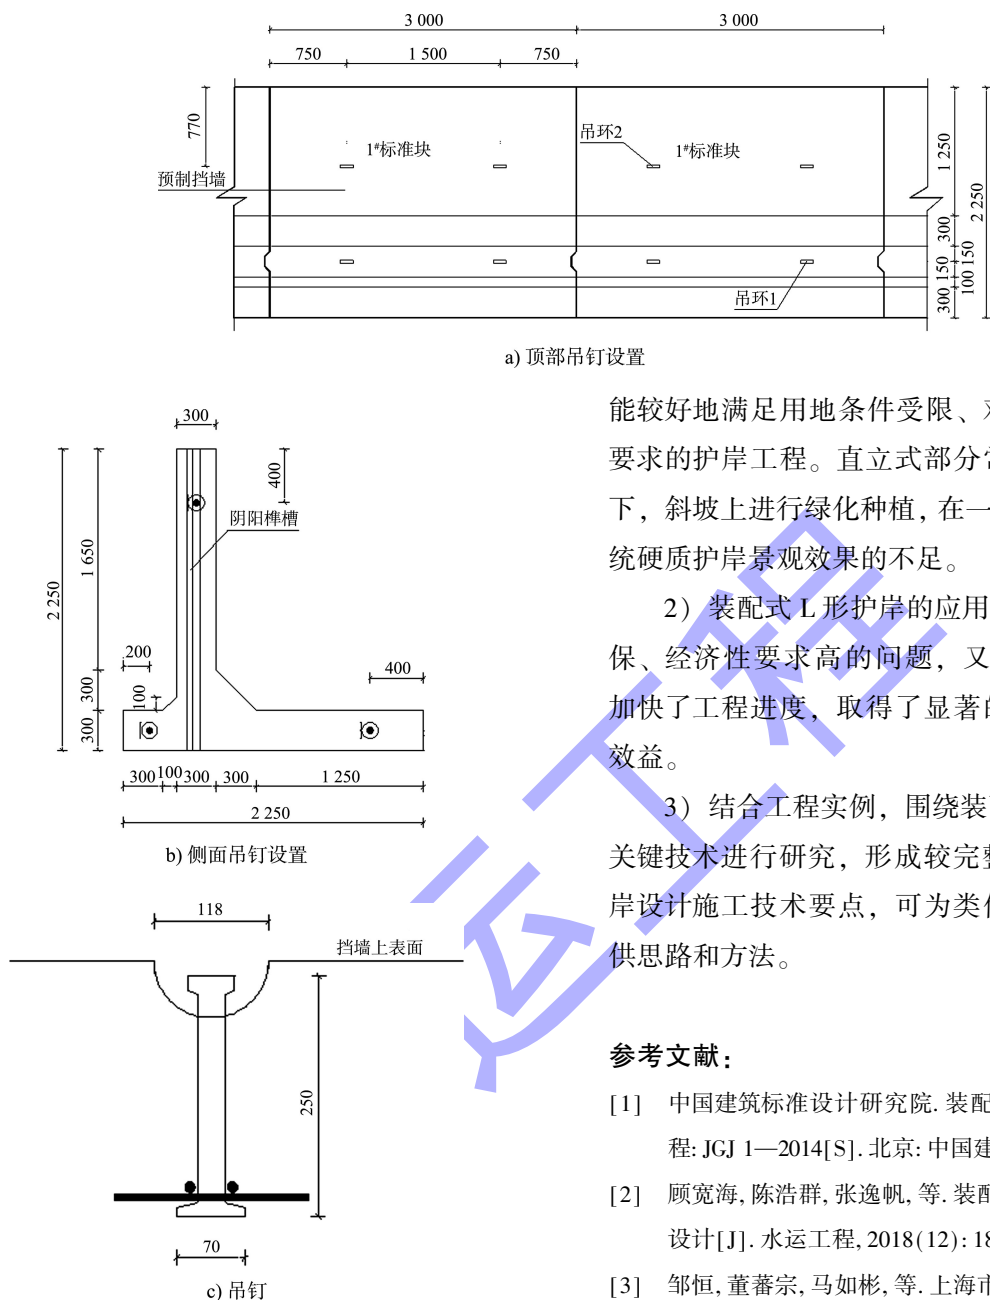 3 000
3 000
750
1 500
750
770
吊环2
1#标准块
1#标准块
预制挡墙
1 250
2 250
300
150
150
100
300
吊环1
a) 顶部吊钉设置
300
400
阴阳榫槽
1 650
2 250
200
400
100
300
300
300
100
300
300
1 250
2 250
b) 侧面吊钉设置
118
挡墙上表面
250
70
c) 吊钉
能较好地满足用地条件受限、
要求的护岸工程。直立式部分常
下，斜坡上进行绿化种植，在一
统硬质护岸景观效果的不足。
2）装配式 L 形护岸的应用
保、经济性要求高的问题，又
加快了工程进度，取得了显著的
效益。
3）结合工程实例，围绕装
关键技术进行研究，形成较完整
岸设计施工技术要点，可为类似
供思路和方法。
参考文献：
[1] 中国建筑标准设计研究院. 装配
程: JGJ 1—2014[S]. 北京: 中国建
[2] 顾宽海, 陈浩群, 张逸帆, 等. 装配
设计[J]. 水运工程, 2018(12): 18
[3] 邹恒, 董蕃宗, 马如彬, 等. 上海市
运工程